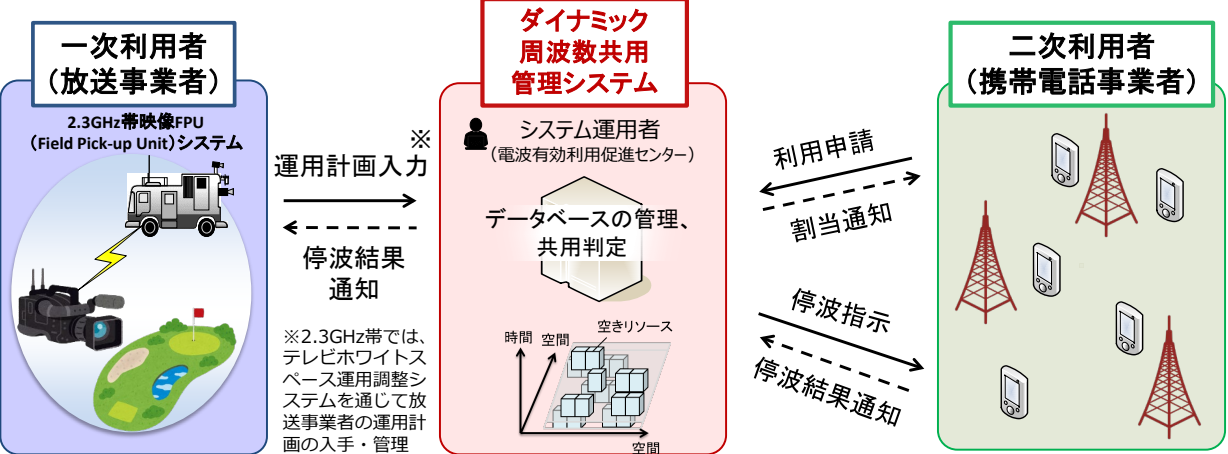 一次利用者
（放送事業者）
2.3GHz帯映像FPU
（Field Pick-up Unit）システム
※
運用計画入力
停波結果
通知
※2.3GHz帯では、
テレビホワイトス
ペース運用調整シ
ステムを通じて放
送事業者の運用計
画の入手・管理
ダイナミック
周波数共用
管理システム
システム運用者
（電波有効利用促進センター）
データベースの管理、
共用判定
時間
空間
空きリソース
空間
利用申請
割当通知
停波指示
停波結果通知
二次利用者
（携帯電話事業者）